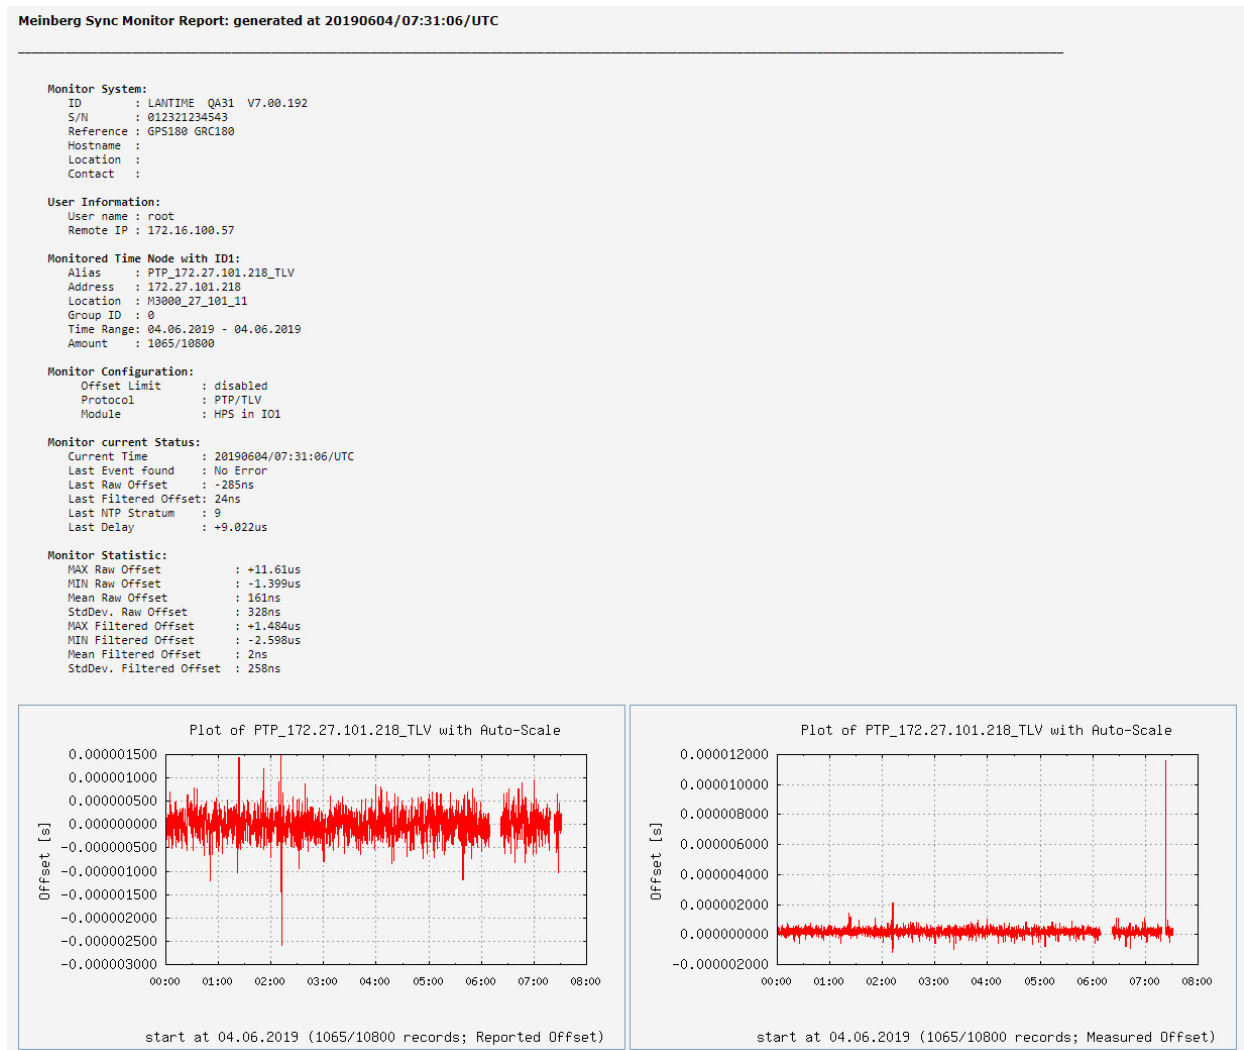 Meinberg Sync Monitor Report: generated at 20190604/07:31:06/UTC
Monitor System:
ID : LANTIME QA31 V7.00.192
S/N : 012321234543
Reference : GPS180 GRC180
Hostname :
Location :
Contact :
User Information:
User name : root
Remote IP : 172.16.100.57
Monitored Time Node with ID1:
Alias : PTP_172.27.101.218_TLV
Address : 172.27.101.218
Location : M3000_27_101_11
Group ID : 0
Time Range: 04.06.2019 - 04.06.2019
Amount : 1065/10800
Monitor Configuration:
Offset Limit : disabled
Protocol : PTP/TLV
Module : HPS in IO1
Monitor current Status:
Current Time : 20190604/07:31:06/UTC
Last Event found : No Error
Last Raw Offset : -285ns
Last Filtered Offset: 24ns
Last NTP Stratum : 9
Last Delay : +9.022us
Monitor Statistic:
MAX Raw Offset : +11.61us
MIN Raw Offset : -1.399us
Mean Raw Offset : 161ns
StdDev. Raw Offset : 328ns
MAX Filtered Offset : +1.484us
MIN Filtered Offset : -2.598us
Mean Filtered Offset : 2ns
StdDev. Filtered Offset : 258ns
Plot of PTP_172.27.101.218_TLV with Auto-Scale
0.000001500
0.000001000
0.000000500
0.000000000
-0.000000500
-0.000001000
-0.000001500
-0.000002000
-0.000002500
-0.000003000
Offset [s]
00:00 01:00 02:00 03:00 04:00 05:00 06:00 07:00 08:00
start at 04.06.2019 (1065/10800 records; Reported Offset)
Plot of PTP_172.27.101.218_TLV with Auto-Scale
0.000012000
0.000010000
0.000008000
0.000006000
0.000004000
0.000002000
0.000000000
-0.000002000
Offset [s]
00:00 01:00 02:00 03:00 04:00 05:00 06:00 07:00 08:00
start at 04.06.2019 (1065/10800 records; Measured Offset)